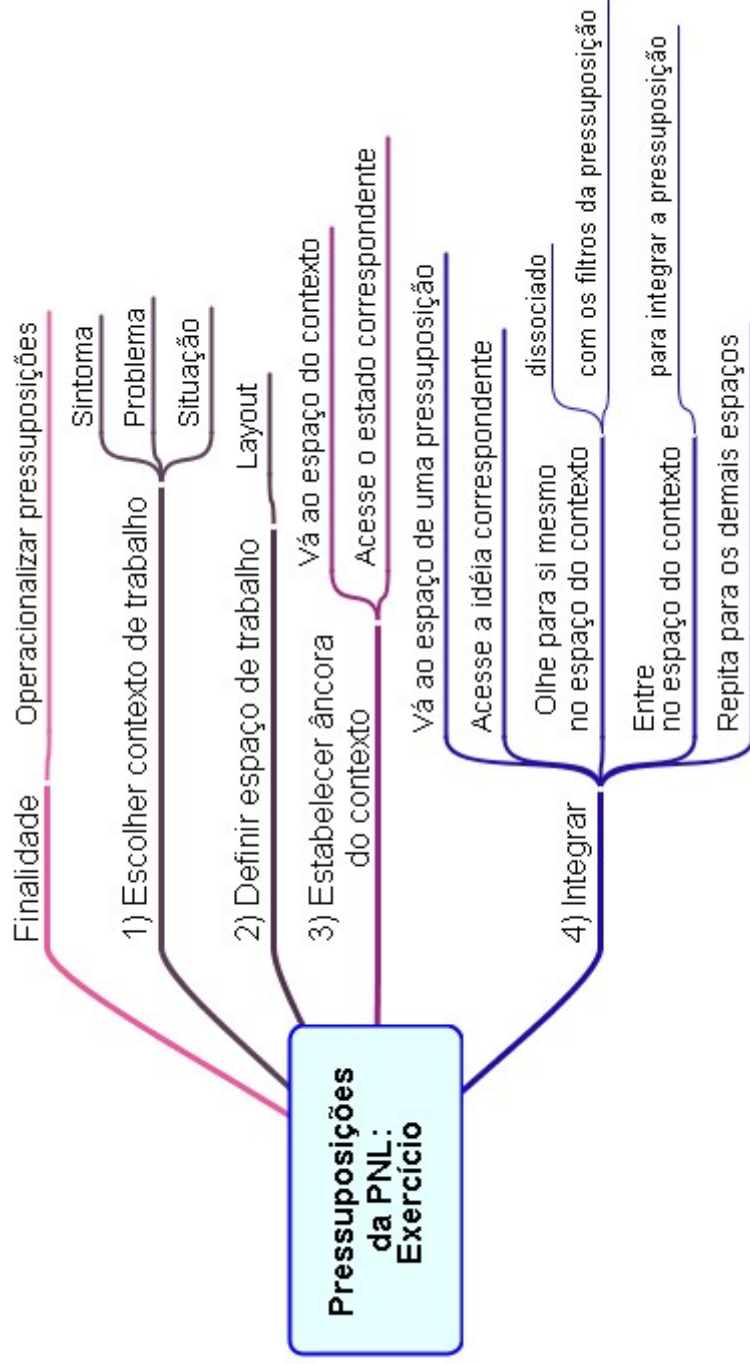 Pressuposições
da PNL:
Exercício
Finalidade
Operacionalizar pressuposições
1) Escolher contexto de trabalho
Sintoma
Problema
Situação
2) Definir espaço de trabalho
Layout
3) Estabelecer âncora
do contexto
Vá ao espaço do contexto
Acesse o estado correspondente
4) Integrar
Vá ao espaço de uma pressuposição
Acesse a idéia correspondente
Olhe para si mesmo
no espaço do contexto
dissociado
com os filtros da pressuposição
Entre
no espaço do contexto
para integrar a pressuposição
Repita para os demais espaços